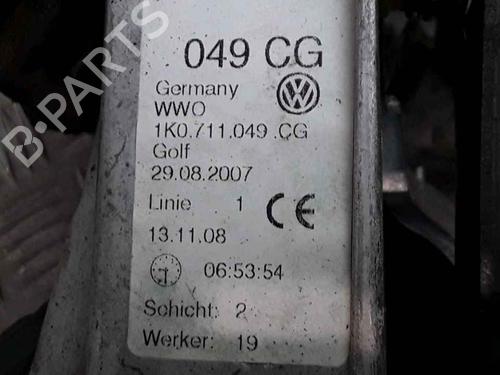 049 CG
Germany
WWO
1K0.711.049 .CG
Golf
29.08.2007
Linie 1 CE
13.11.08
06:53:54
Schicht: 2
Werker: 19
B-PARTS